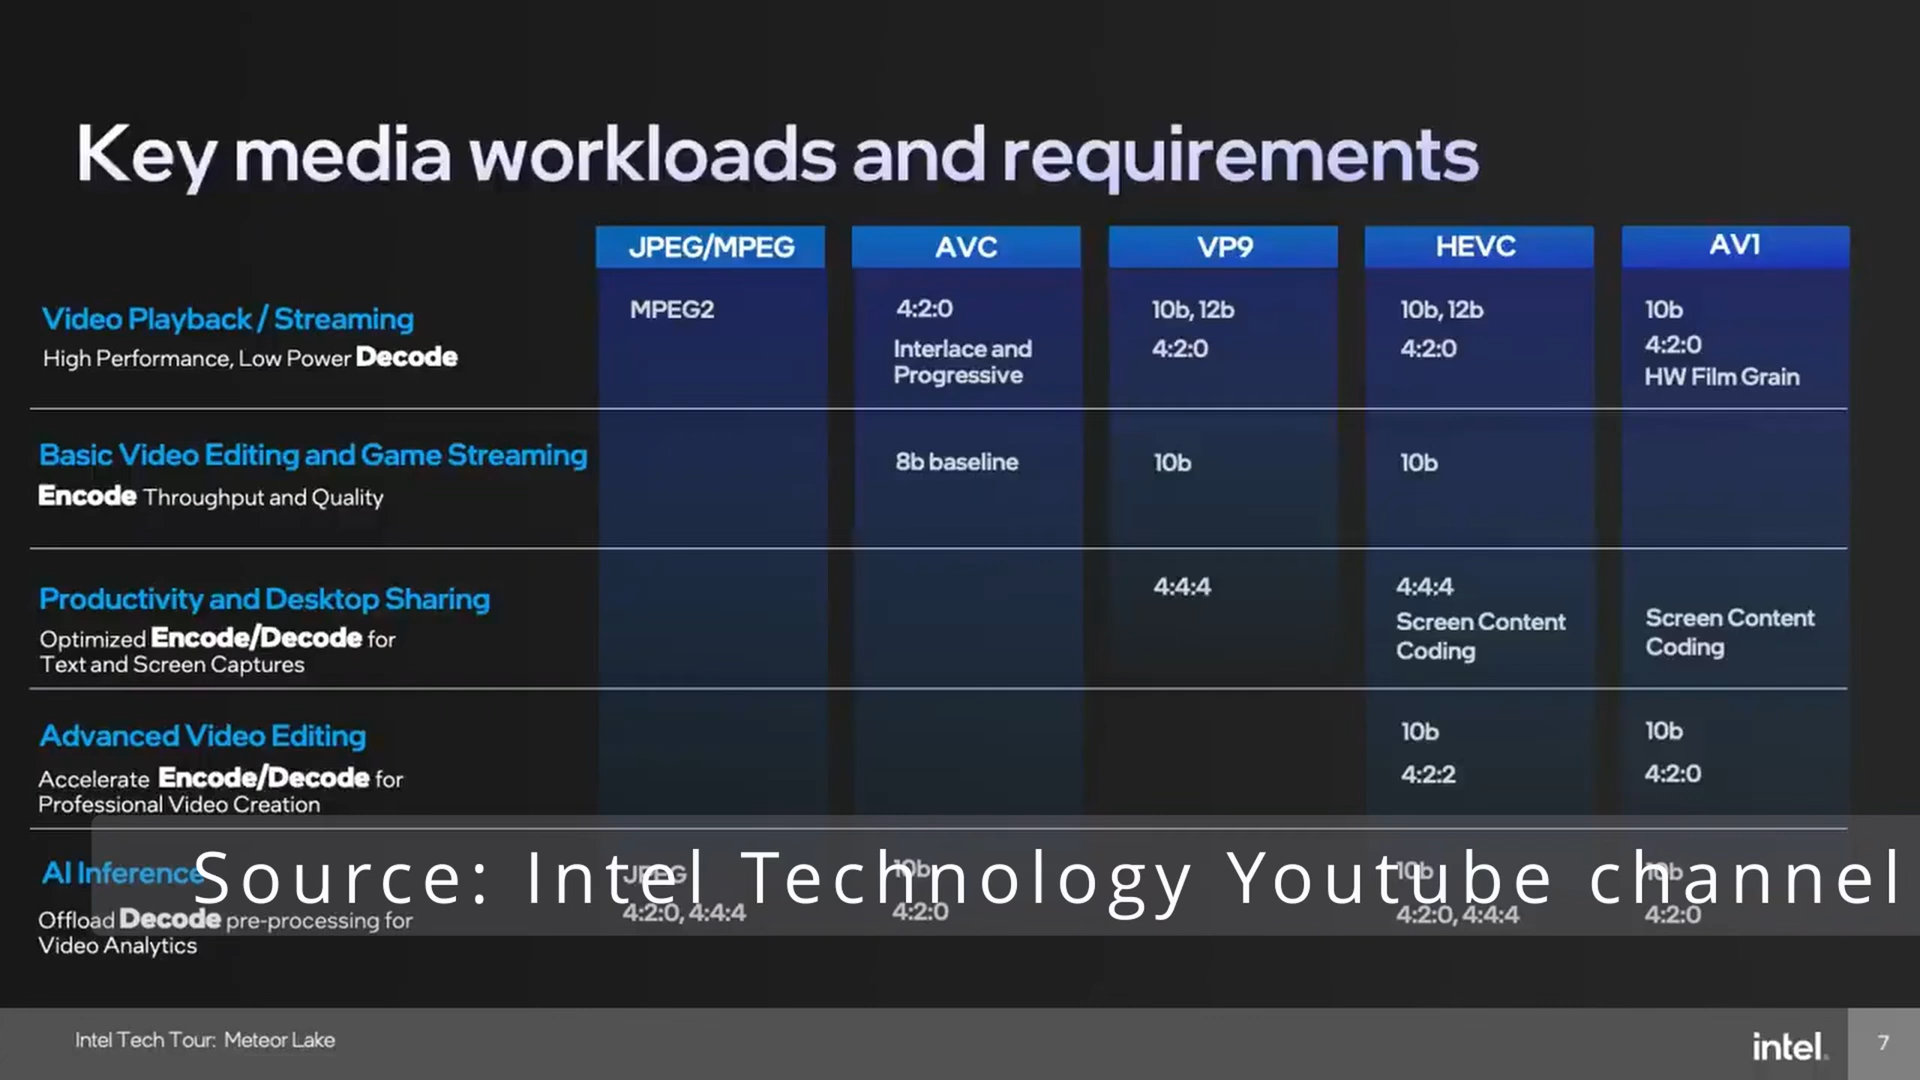 Key media workloads and requirements
JPEG/MPEG AVC VP9 HEVC AV1
Video Playback / Streaming
High Performance, Low Power Decode
MPEG2
4:2:0
Interlace and
Progressive
10b, 12b
4:2:0
10b, 12b
4:2:0
10b
4:2:0
HW Film Grain
Basic Video Editing and Game Streaming
Encode Throughput and Quality
8b baseline
10b
10b
Productivity and Desktop Sharing
Optimized Encode/Decode for
Text and Screen Captures
4:4:4
4:4:4
Screen Content
Coding
Screen Content
Coding
Advanced Video Editing
Accelerate Encode/Decode for
Professional Video Creation
10b
4:2:2
10b
4:2:0
AI Inference
Offload Decode pre-processing for
Video Analytics
JPEG
4:2:0, 4:4:4
10b
4:2:0
10b
4:2:0, 4:4:4
10b
4:2:0
Source: Intel Technology Youtube channel
Intel Tech Tour: Meteor Lake
intel.
7